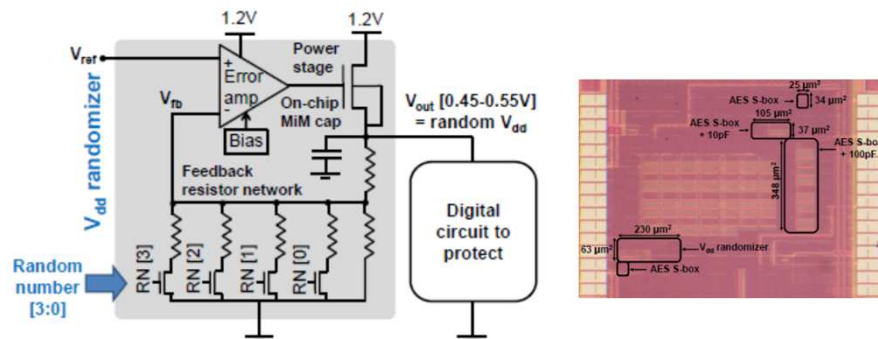 1.2V
1.2V
Power
stage
Vref
+
Error
amp
-
Vfb
On-chip
MiM cap
Vout [0.45-0.55V]
= random Vdd
Bias
Vdd randomizer
Feedback
resistor network
Digital
circuit to
protect
RN [3]
RN [2]
RN [1]
RN [0]
Random
number
[3:0]
25 µm²
AES S-box
34 µm²
105 µm²
AES S-box
+ 10pF
37 µm²
AES S-box
+ 100pF
348 µm²
230 µm²
63 µm²
Vdd randomizer
AES S-box